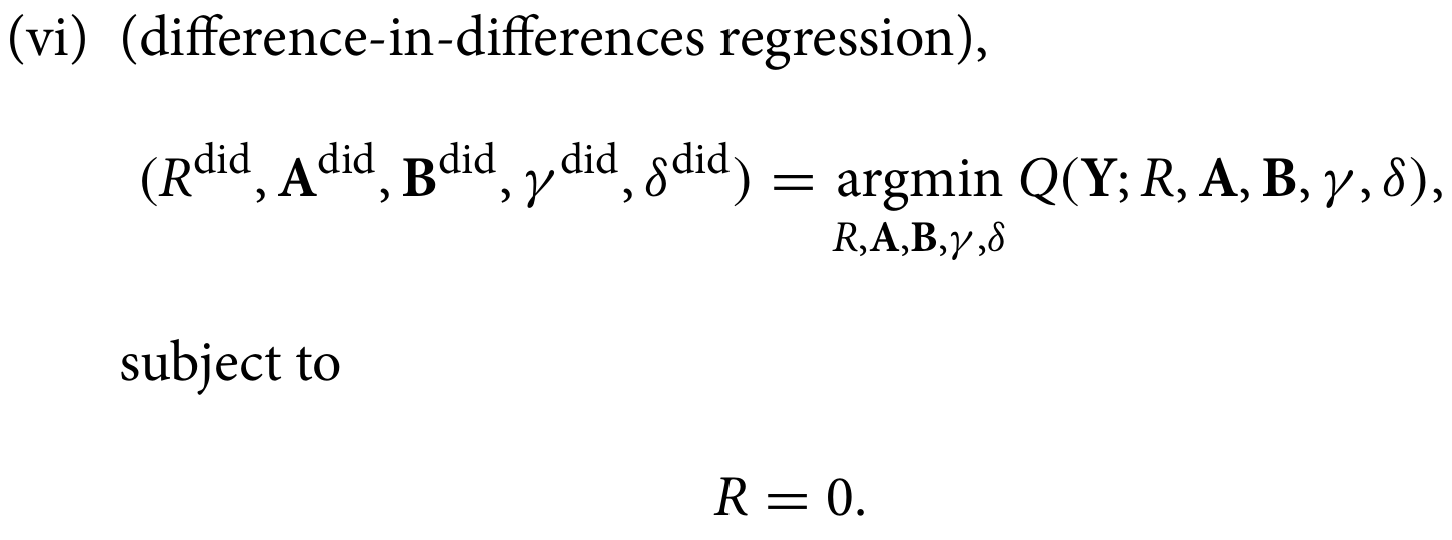 (vi) (difference-in-differences regression),
(R^did, A^did, B^did, γ^did, δ^did) = argmin Q(Y; R, A, B, γ, δ),
R,A,B,γ,δ
subject to
R = 0.